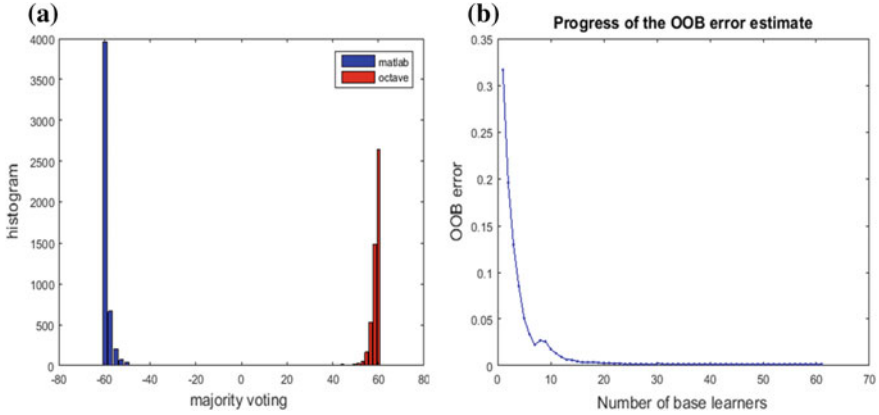 (a)
4000
3500
3000
2500
2000
1500
1000
500
0
histogram
matlab
octave
-80 -60 -40 -20 0 20 40 60 80
majority voting
(b)
Progress of the OOB error estimate
0.35
0.3
0.25
0.2
0.15
0.1
0.05
0
OOB error
0 10 20 30 40 50 60 70
Number of base learners